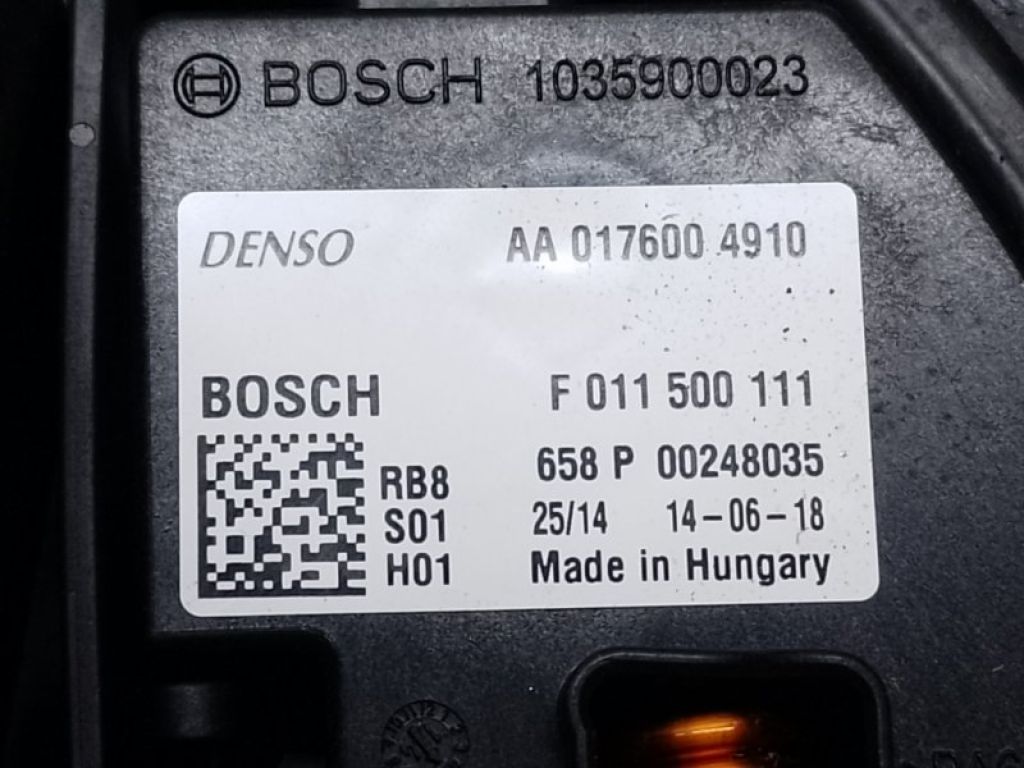 BOSCH 1035900023
DENSO AA 017600 4910
BOSCH F 011 500 111
RB8 658 P 00248035
S01 25/14 14-06-18
H01 Made in Hungary